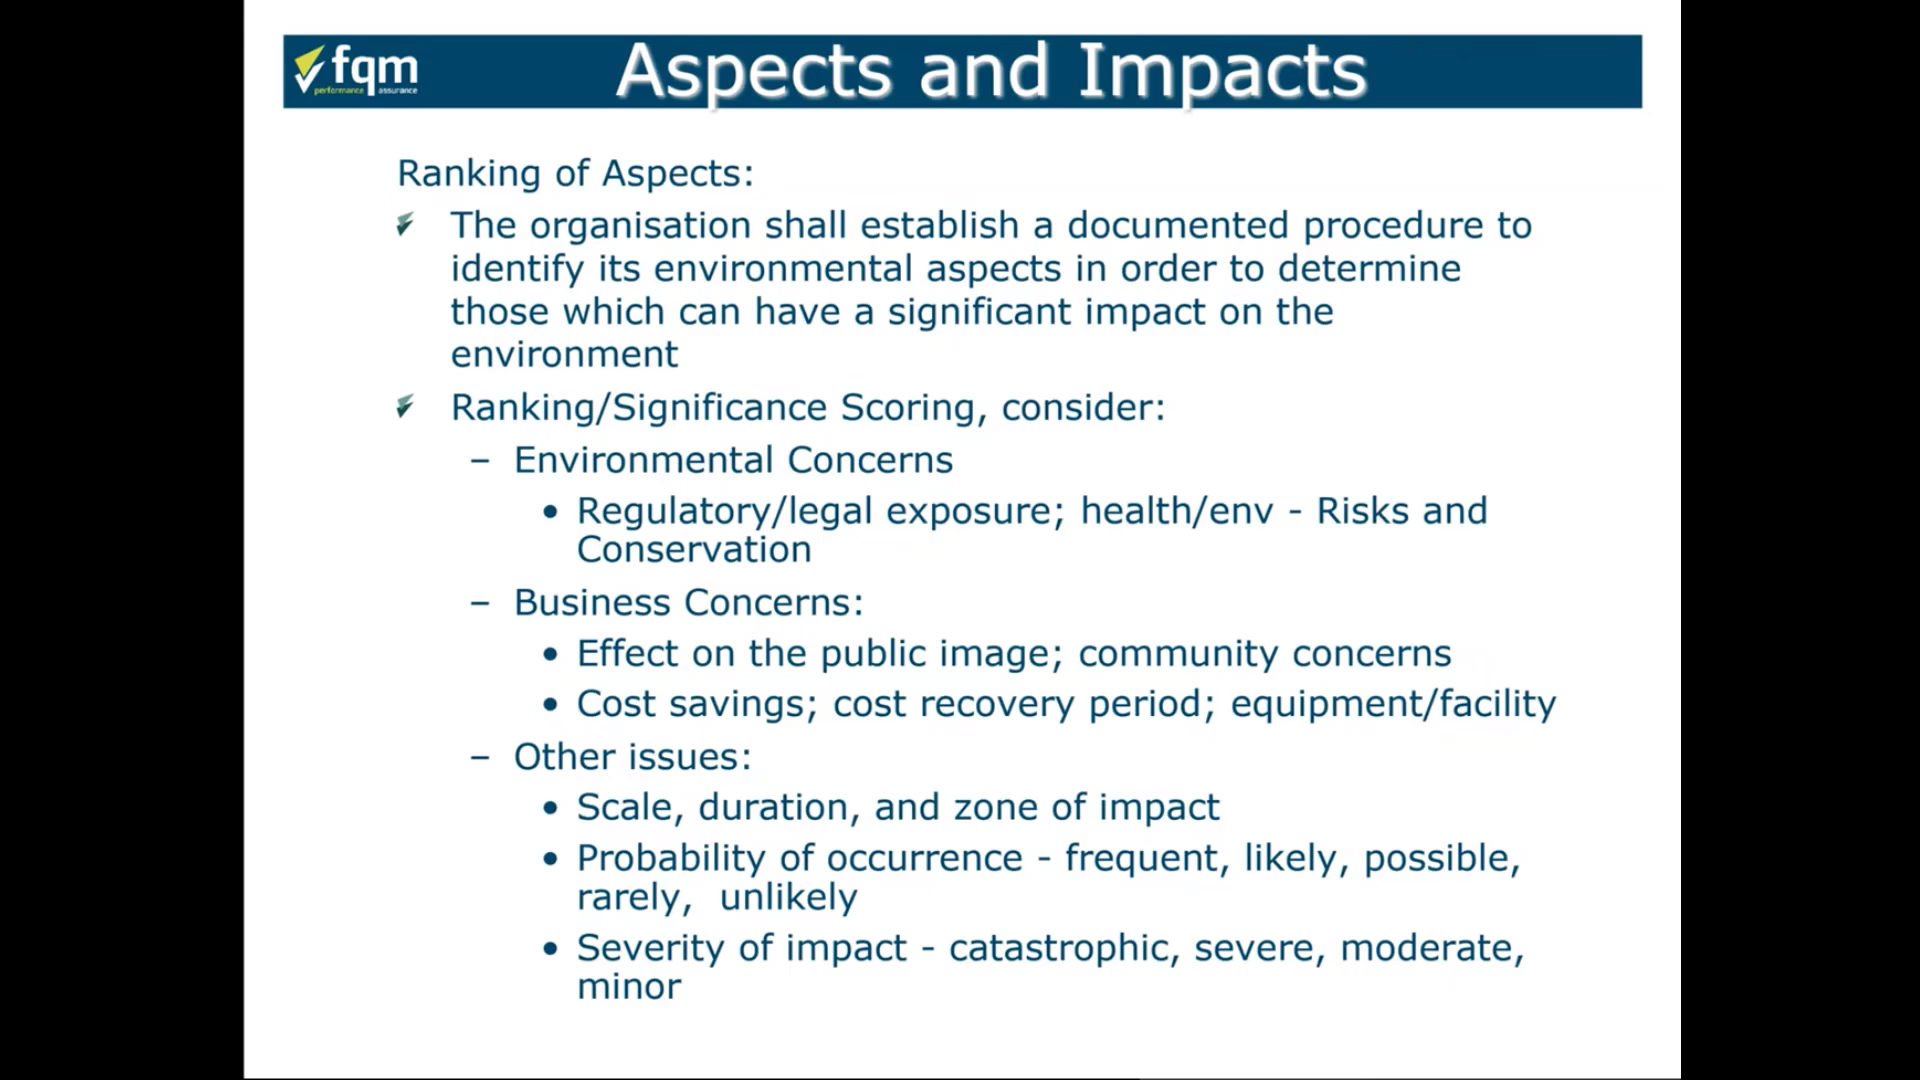 fqm
performance assurance
Aspects and Impacts
Ranking of Aspects:
The organisation shall establish a documented procedure to
identify its environmental aspects in order to determine
those which can have a significant impact on the
environment
Ranking/Significance Scoring, consider:
– Environmental Concerns
• Regulatory/legal exposure; health/env - Risks and
Conservation
– Business Concerns:
• Effect on the public image; community concerns
• Cost savings; cost recovery period; equipment/facility
– Other issues:
• Scale, duration, and zone of impact
• Probability of occurrence - frequent, likely, possible,
rarely,  unlikely
• Severity of impact - catastrophic, severe, moderate,
minor